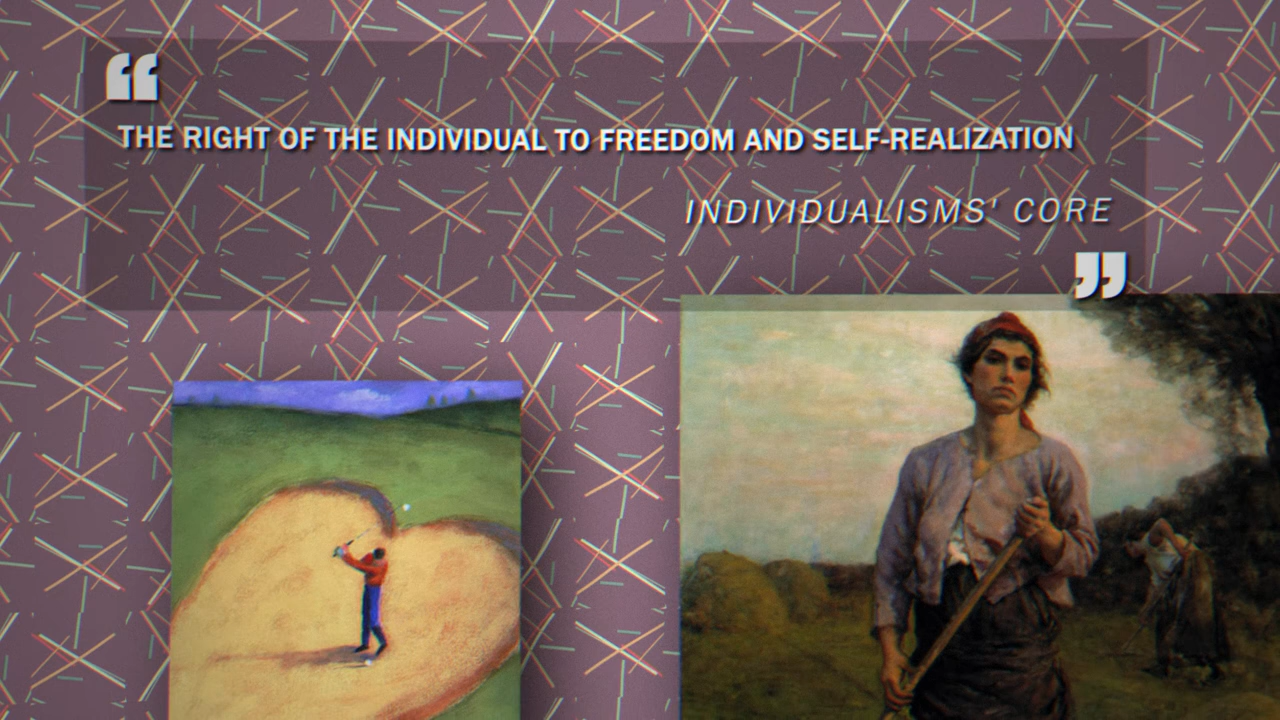 “
THE RIGHT OF THE INDIVIDUAL TO FREEDOM AND SELF-REALIZATION
INDIVIDUALISMS' CORE
”